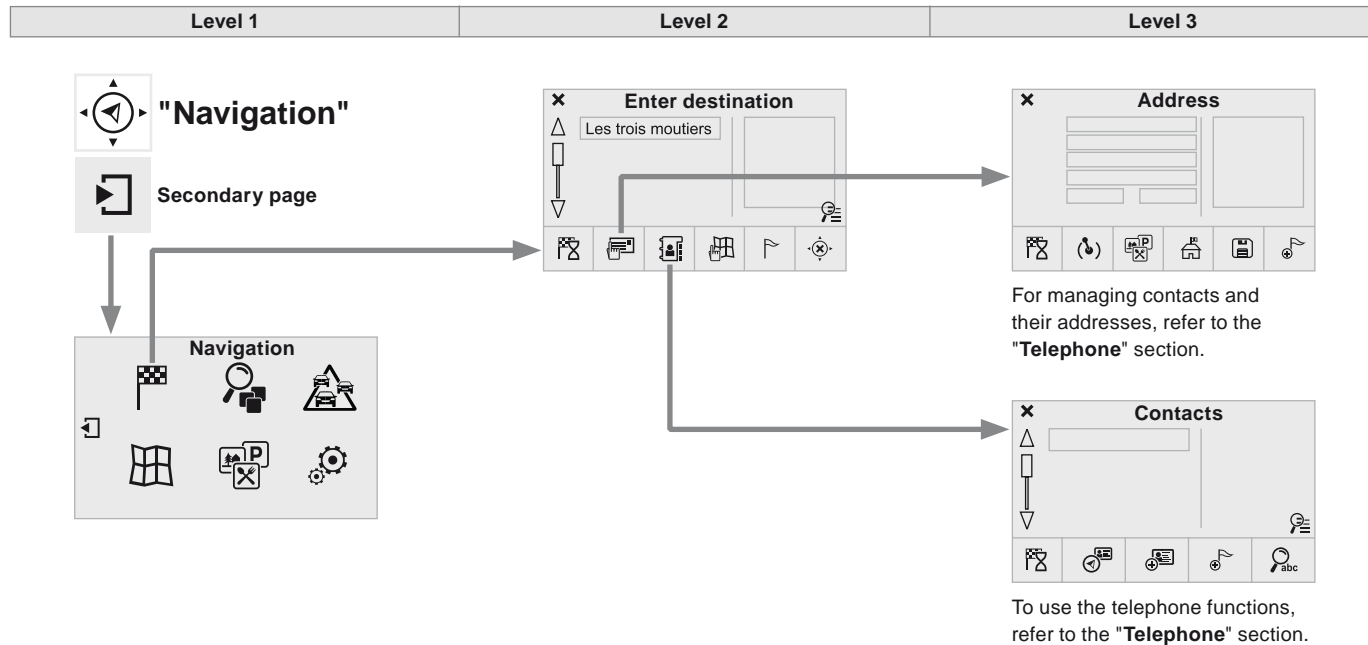 Level 1
Level 2
Level 3
"Navigation"
Secondary page
Navigation
P
Enter destination
Les trois moutiers
Address
P
For managing contacts and
their addresses, refer to the
"Telephone" section.
Contacts
abc
To use the telephone functions,
refer to the "Telephone" section.